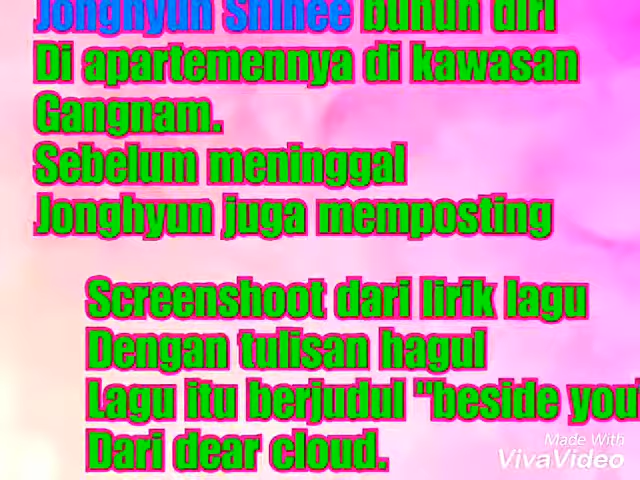 Jonghyun Shinee bunuh diri
Di apartemennya di kawasan
Gangnam.
Sebelum meninggal
Jonghyun juga memposting
Screenshoot dari lirik lagu
Dengan tulisan hagul
Lagu itu berjudul "beside you
Dari dear cloud.
Made With
VivaVideo